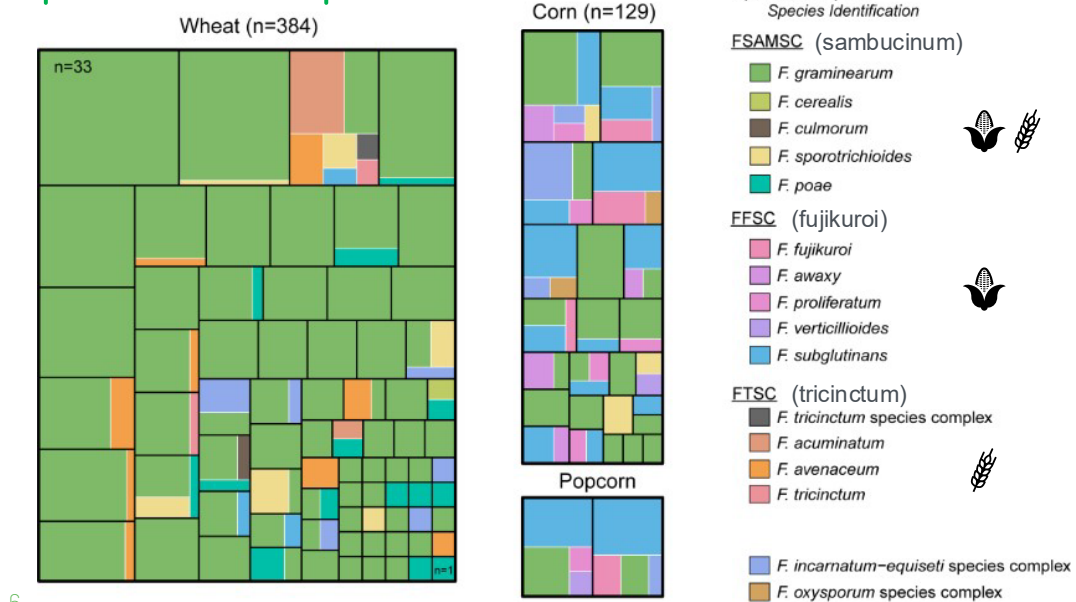 Wheat (n=384)
n=33
n=1
Corn (n=129)
Popcorn
Species Identification
FSAMSC (sambucinum)
F. graminearum
F. cerealis
F. culmorum
F. sporotrichioides
F. poae
FFSC (fujikuroi)
F. fujikuroi
F. awaxy
F. proliferatum
F. verticillioides
F. subglutinans
FTSC (tricinctum)
F. tricinctum species complex
F. acuminatum
F. avenaceum
F. tricinctum
F. incarnatum−equiseti species complex
F. oxysporum species complex
6